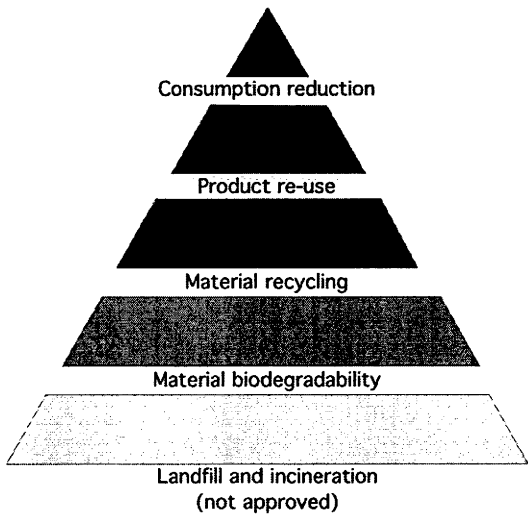 Consumption reduction
Product re-use
Material recycling
Material biodegradability
Landfill and incineration
(not approved)